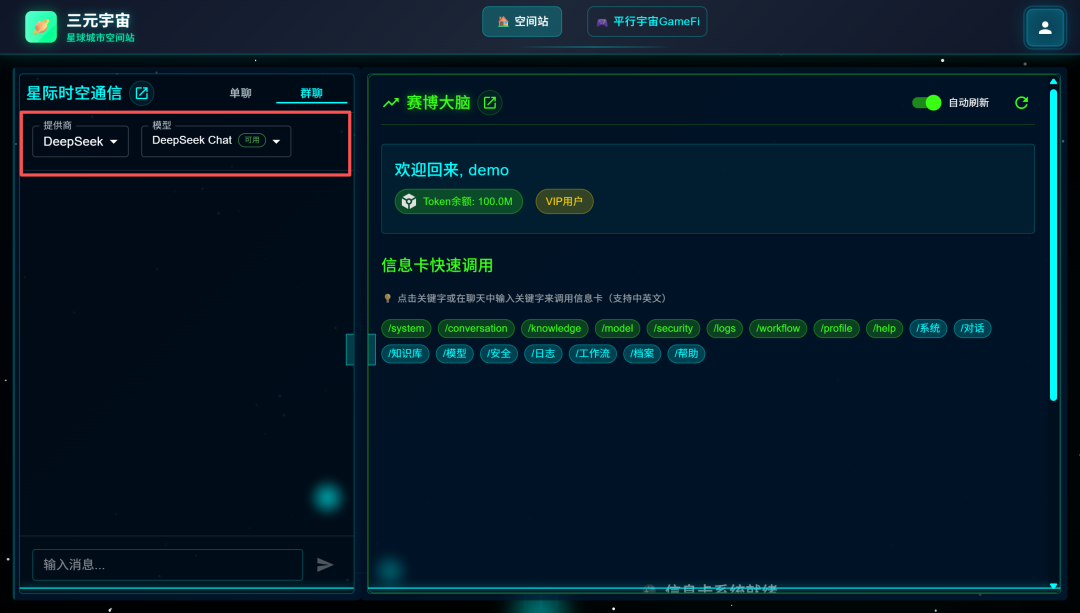 三元宇宙
星球城市空间站
空间站
平行宇宙GameFi
星际时空通信
单聊
群聊
提供商
DeepSeek
模型
DeepSeek Chat 可用
输入消息...
赛博大脑
自动刷新
欢迎回来, demo
Token余额: 100.0M
VIP用户
信息卡快速调用
点击关键字或在聊天中输入关键字来调用信息卡（支持中英文）
/system /conversation /knowledge /model /security /logs /workflow /profile /help /系统 /对话
/知识库 /模型 /安全 /日志 /工作流 /档案 /帮助
信息卡系统就绪